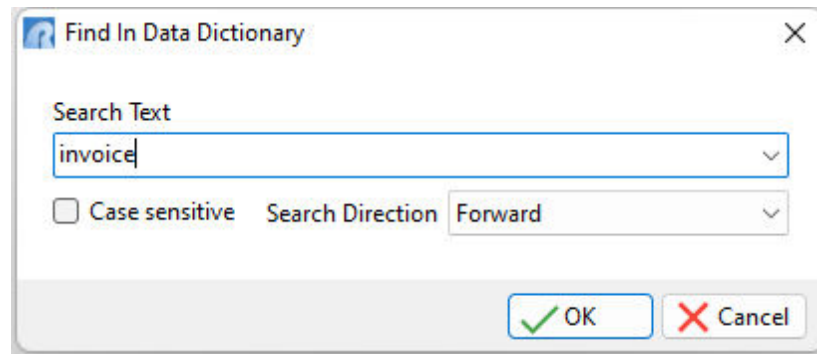 Find In Data Dictionary
Search Text
invoice
Case sensitive Search Direction Forward
OK Cancel